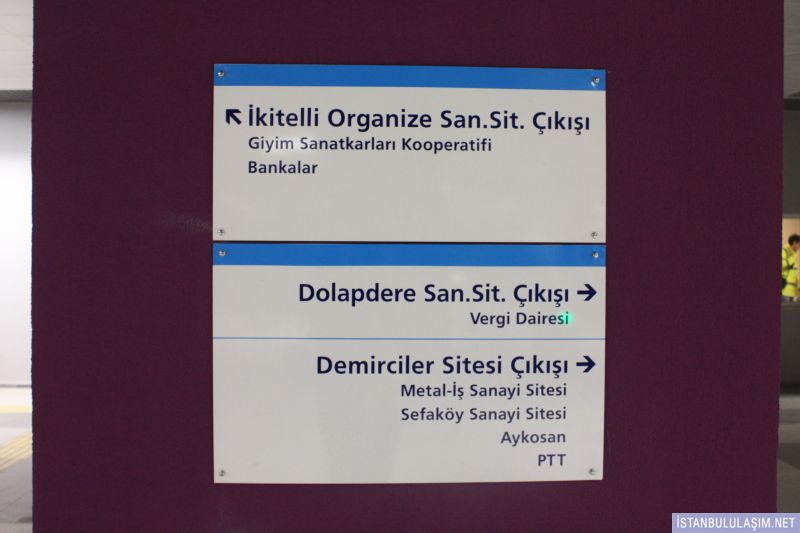 İkitelli Organize San.Sit. Çıkışı
Giyim Sanatkarları Kooperatifi
Bankalar
Dolapdere San.Sit. Çıkışı
Vergi Dairesi
Demirciler Sitesi Çıkışı
Metal-İş Sanayi Sitesi
Sefaköy Sanayi Sitesi
Aykosan
PTT
İSTANBULULAŞIM.NET